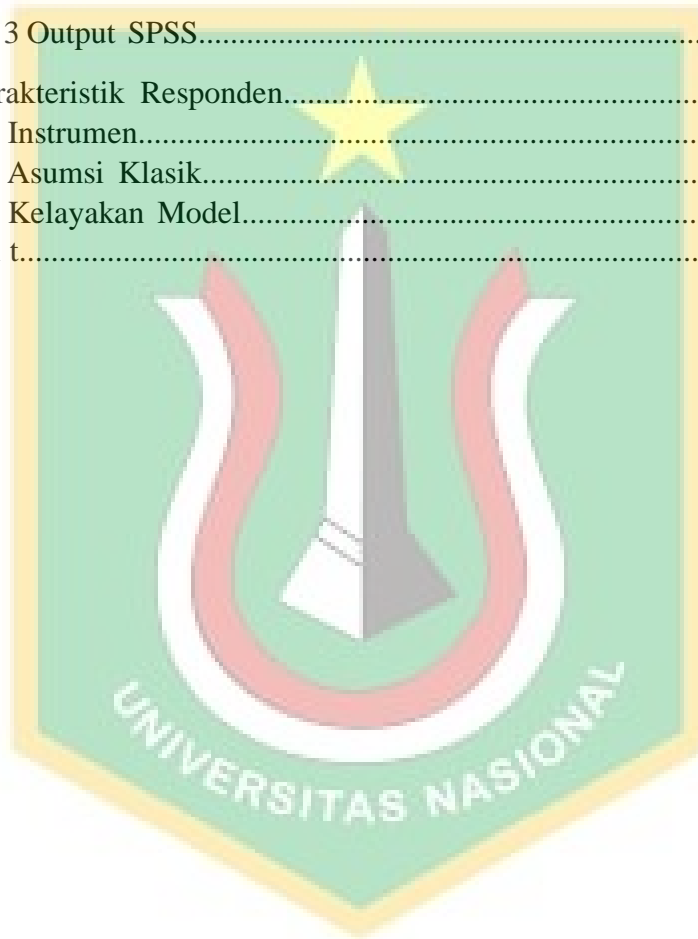 3 Output SPSS........................................................
rakteristik Responden..............................................
Instrumen................................................................
Asumsi Klasik.........................................................
Kelayakan Model....................................................
t................................................................................
UNIVERSITAS NASIONAL